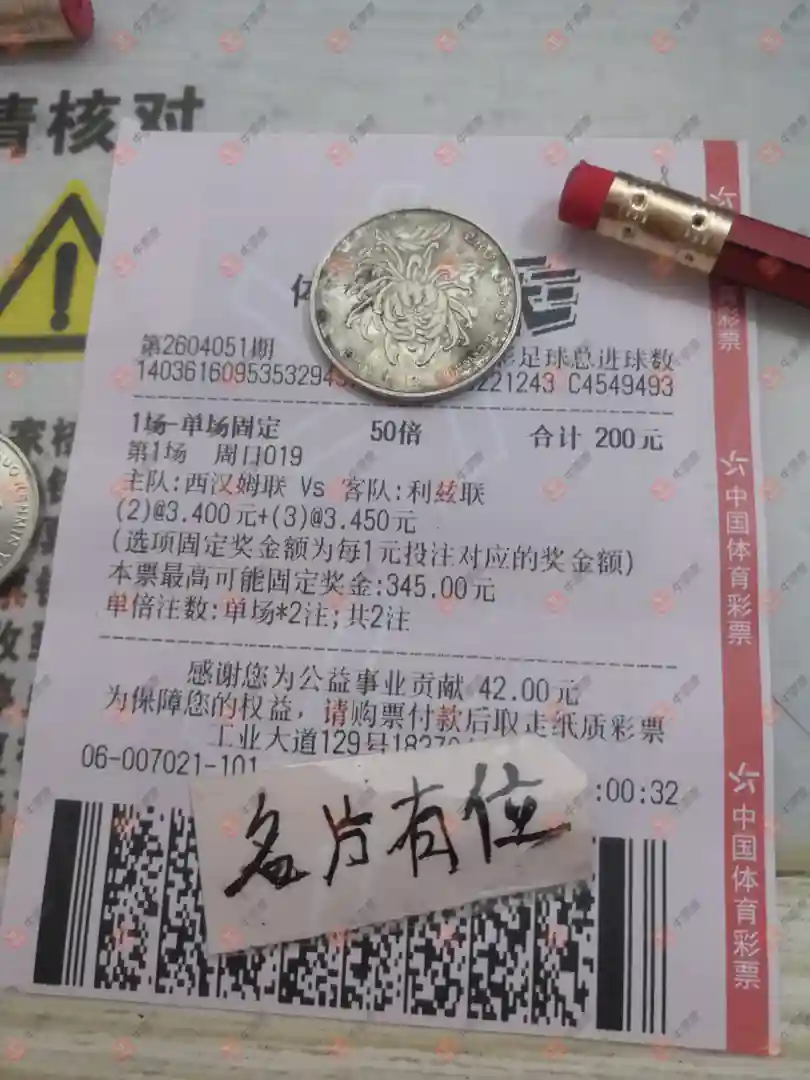 请核对
体
第2604051期
足球总进球数
1403616095353294
221243 C4549493
1场-单场固定 50倍 合计 200元
第1场 周日019
主队:西汉姆联 Vs 客队:利兹联
(2)@3.400元+(3)@3.450元
(选项固定奖金额为每1元投注对应的奖金额)
本票最高可能固定奖金:345.00元
单倍注数:单场*2注;共2注
感谢您为公益事业贡献 42.00元
为保障您的权益，请购票付款后取走纸质彩票
工业大道129号18370
06-007021-101
:00:32
名片有位
彩票
中国体育彩票
中国体育彩票